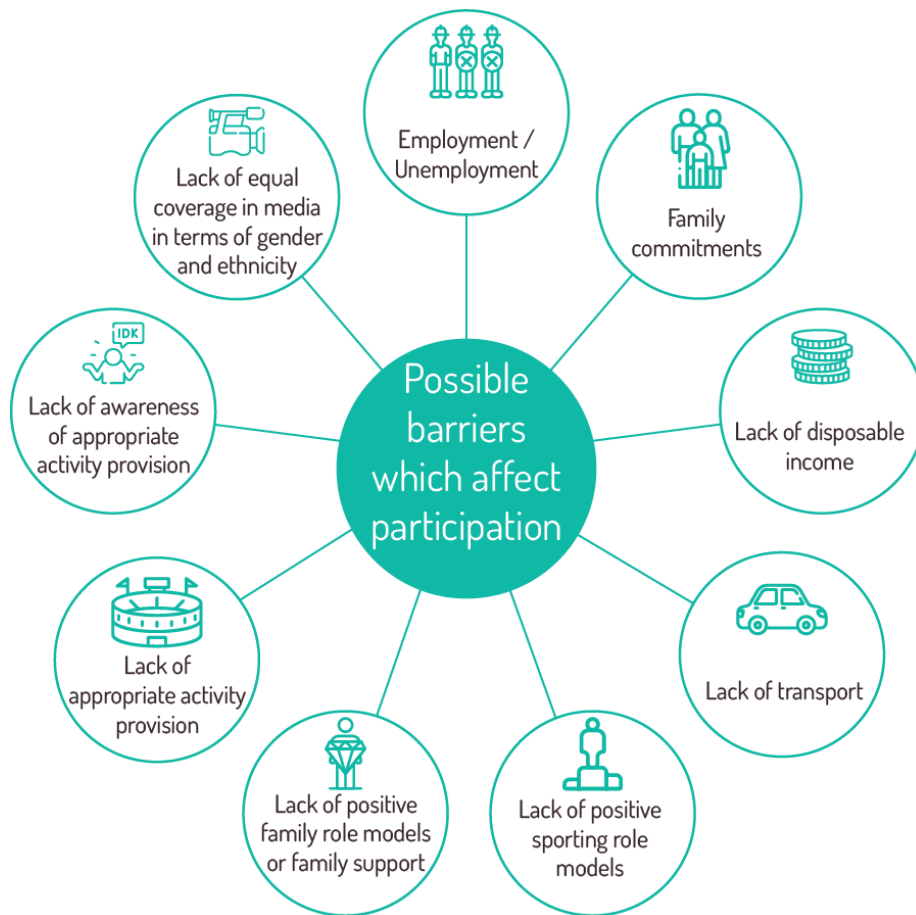 Possible
barriers
which affect
participation
Employment /
Unemployment
Family
commitments
Lack of disposable
income
Lack of transport
Lack of positive
sporting role
models
Lack of positive
family role models
or family support
Lack of
appropriate activity
provision
IDK
Lack of awareness
of appropriate
activity provision
Lack of equal
coverage in media
in terms of gender
and ethnicity